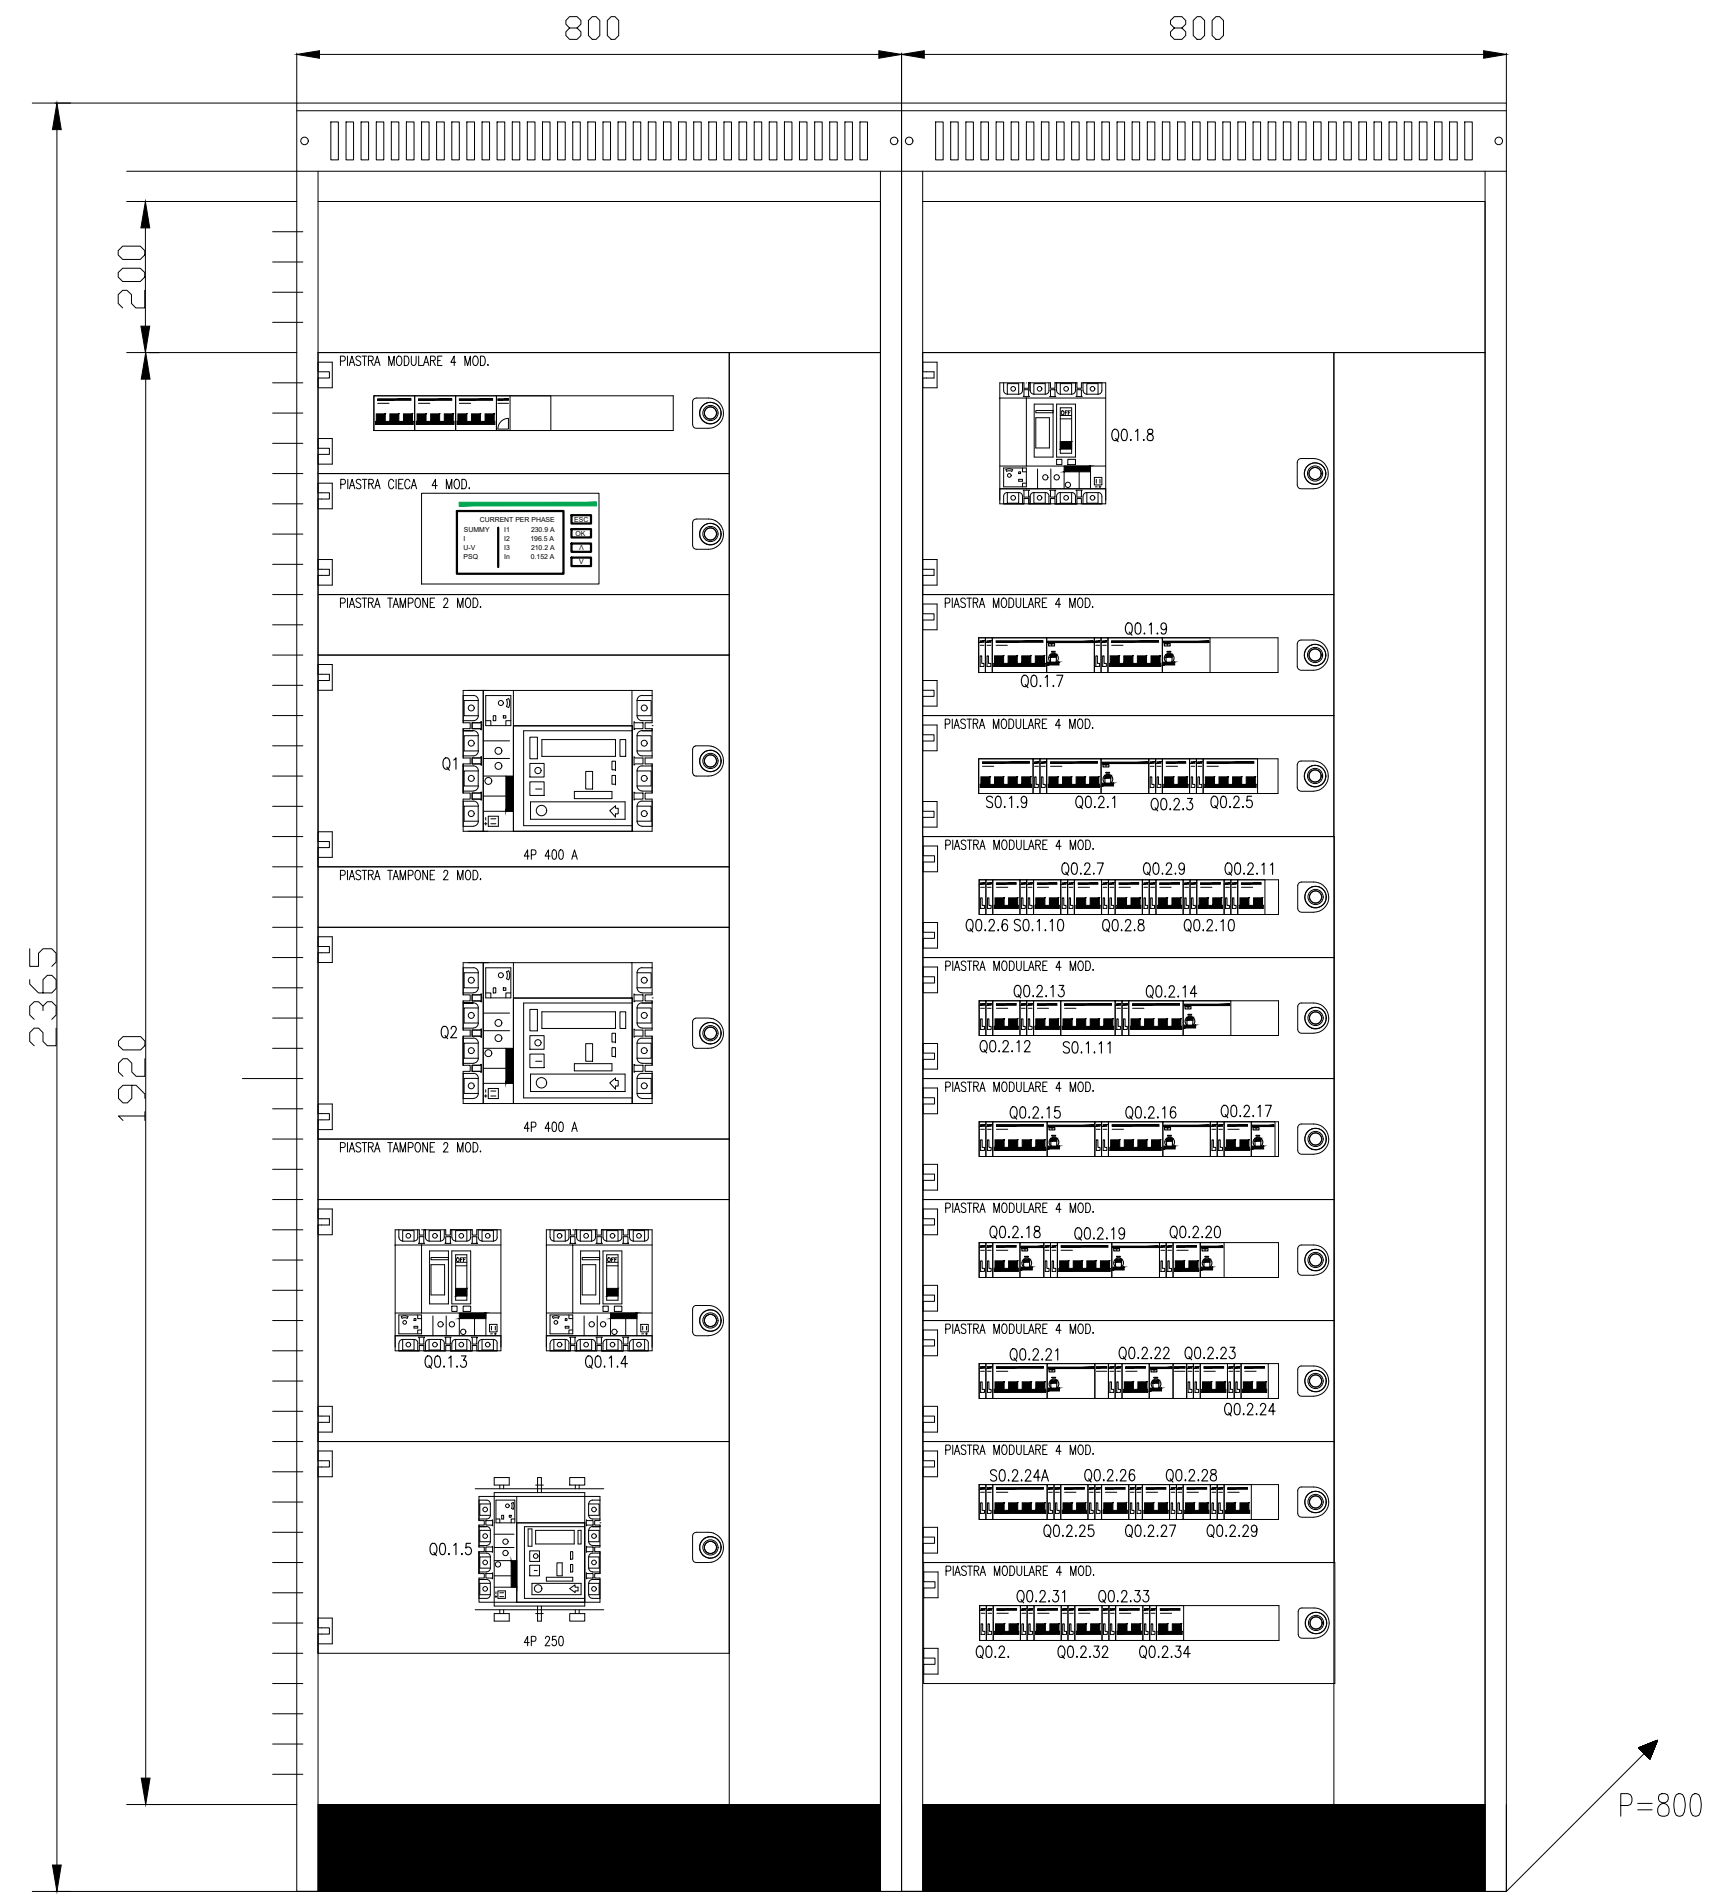 800
800
200
2365
1920
PIASTRA MODULARE 4 MOD.
PIASTRA CIECA 4 MOD.
CURRENT PER PHASE
SUMMY I1 230.9 A
I I2 196.5 A
U-V I3 210.2 A
PSQ In 0.152 A
ESC
OK
PIASTRA TAMPONE 2 MOD.
Q1
4P 400 A
PIASTRA TAMPONE 2 MOD.
Q2
4P 400 A
PIASTRA TAMPONE 2 MOD.
OFF
OFF
Q0.1.3
Q0.1.4
Q0.1.5
4P 250
OFF
Q0.1.8
PIASTRA MODULARE 4 MOD.
Q0.1.9
Q0.1.7
PIASTRA MODULARE 4 MOD.
S0.1.9 Q0.2.1 Q0.2.3 Q0.2.5
PIASTRA MODULARE 4 MOD.
Q0.2.7 Q0.2.9 Q0.2.11
Q0.2.6 S0.1.10 Q0.2.8 Q0.2.10
PIASTRA MODULARE 4 MOD.
Q0.2.13 Q0.2.14
Q0.2.12 S0.1.11
PIASTRA MODULARE 4 MOD.
Q0.2.15 Q0.2.16 Q0.2.17
PIASTRA MODULARE 4 MOD.
Q0.2.18 Q0.2.19 Q0.2.20
PIASTRA MODULARE 4 MOD.
Q0.2.21 Q0.2.22 Q0.2.23
Q0.2.24
PIASTRA MODULARE 4 MOD.
S0.2.24A Q0.2.26 Q0.2.28
Q0.2.25 Q0.2.27 Q0.2.29
PIASTRA MODULARE 4 MOD.
Q0.2.31 Q0.2.33
Q0.2. Q0.2.32 Q0.2.34
P=800